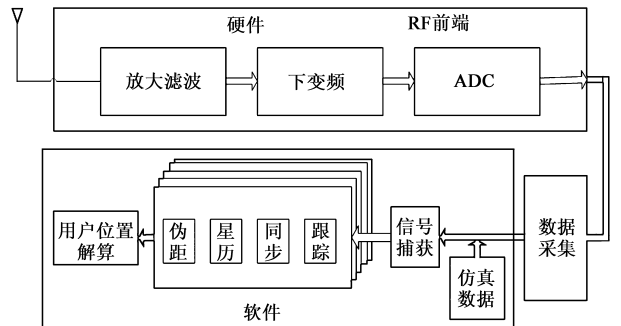 硬件
RF前端
放大滤波
下变频
ADC
用户位置
解算
伪
距
星
历
同
步
跟
踪
信号
捕获
仿真
数据
数据
采集
软件